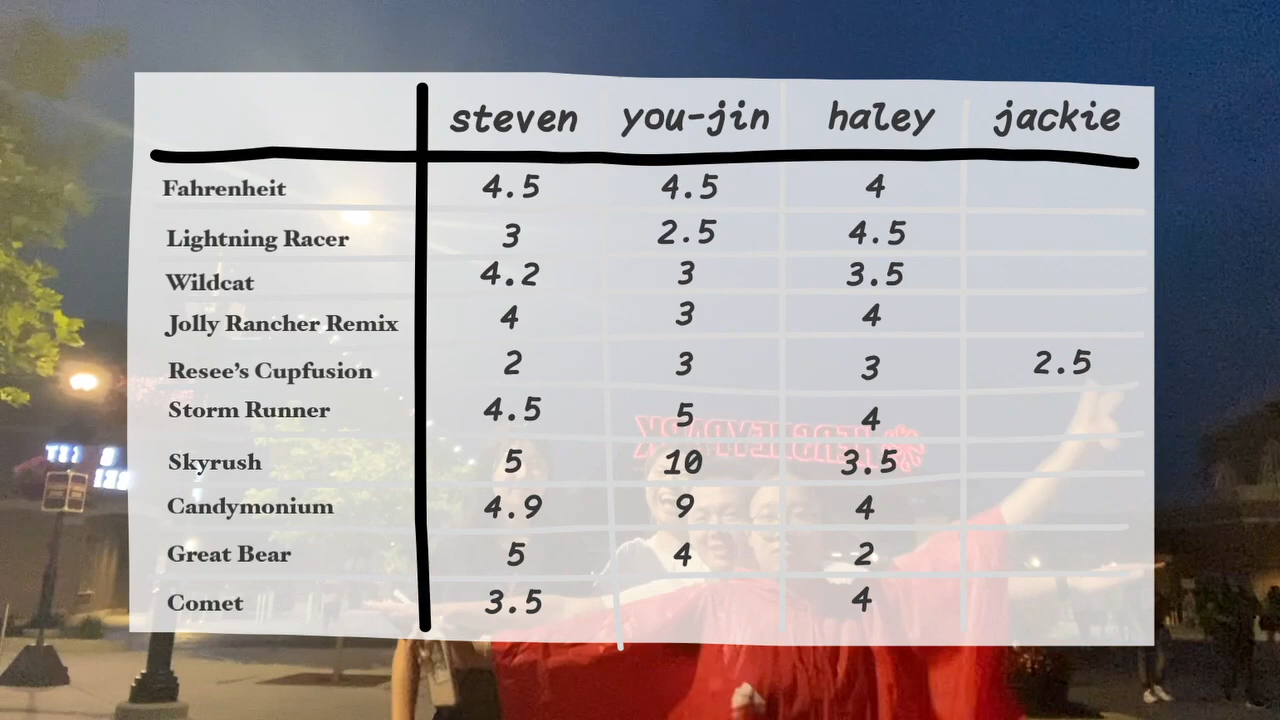 steven you-jin haley jackie
Fahrenheit 4.5 4.5 4
Lightning Racer 3 2.5 4.5
Wildcat 4.2 3 3.5
Jolly Rancher Remix 4 3 4
Resee's Cupfusion 2 3 3 2.5
Storm Runner 4.5 5 4
Skyrush 5 10 3.5
Candymonium 4.9 9 4
Great Bear 5 4 2
Comet 3.5 4
HERSHEYPARK